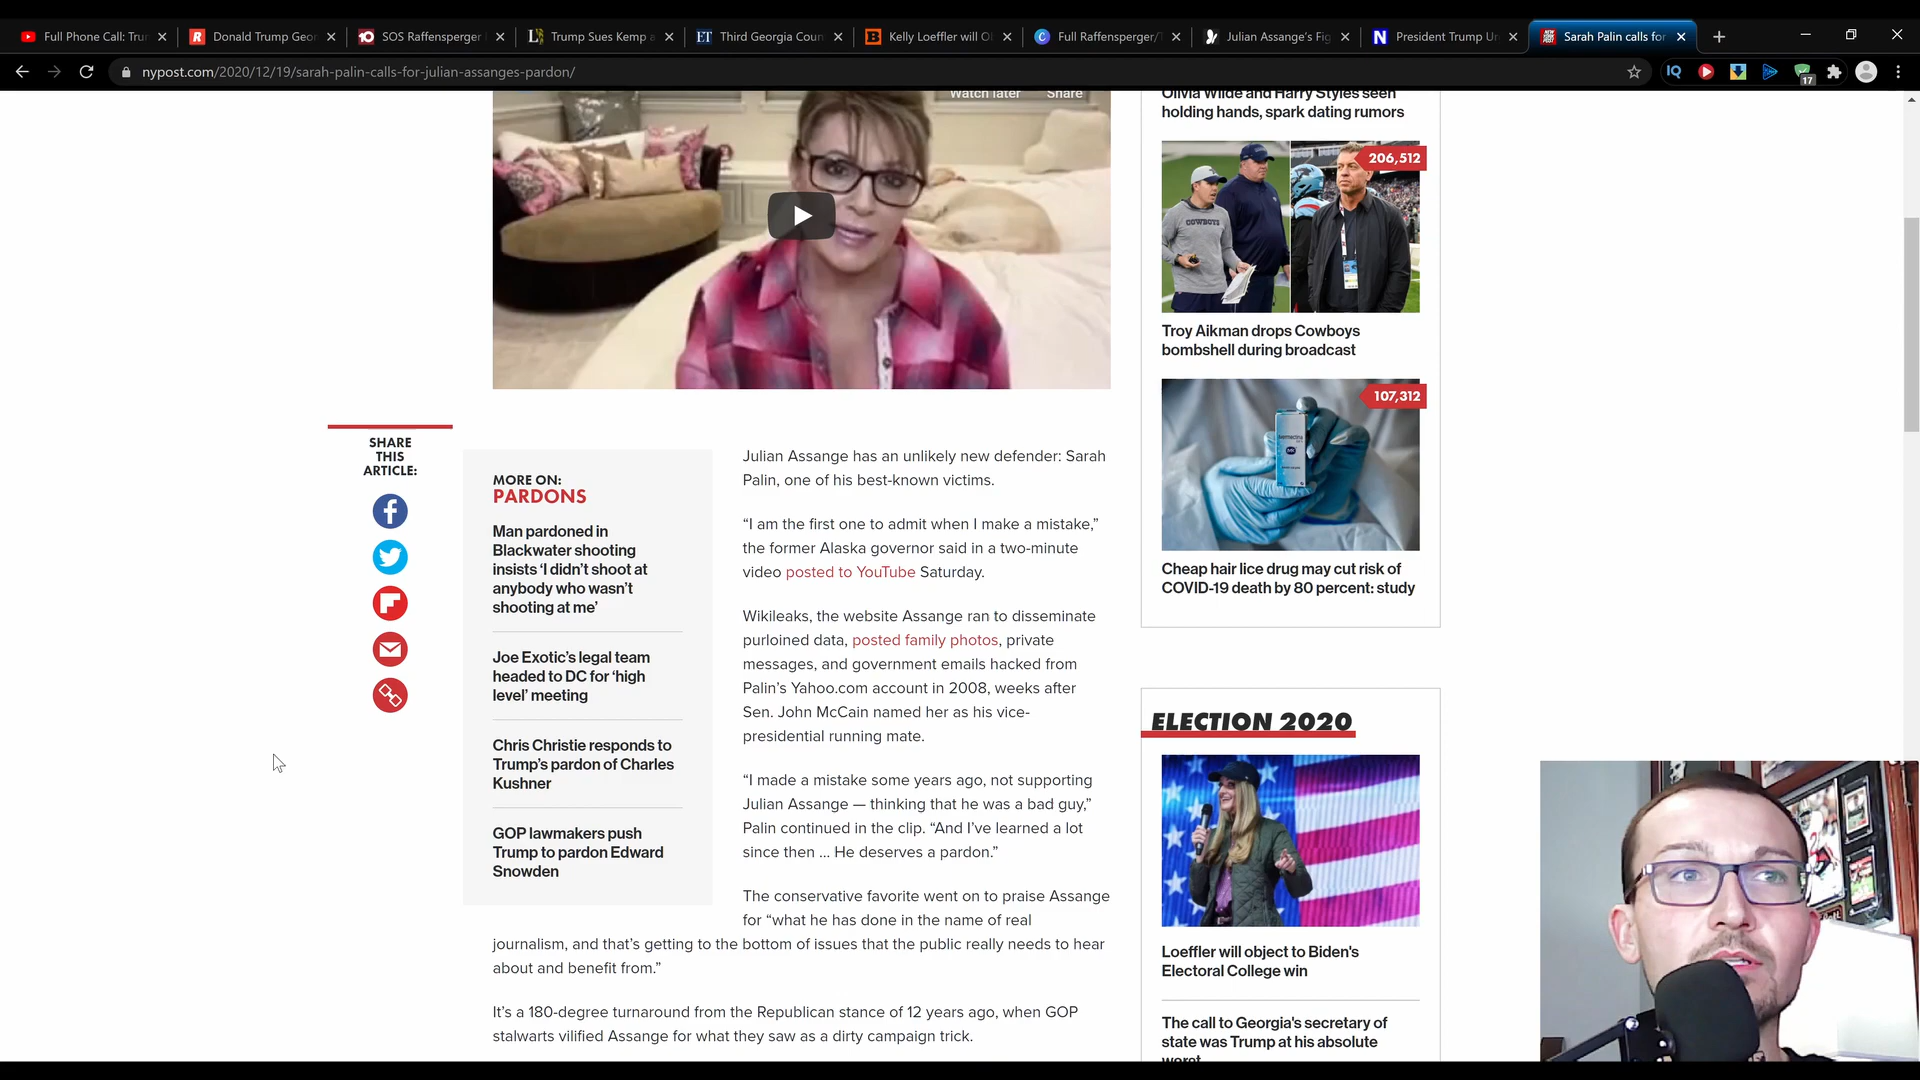 Full Phone Call: Tru
Donald Trump Geor
SOS Raffensperger
Trump Sues Kemp a
Third Georgia Coun
Kelly Loeffler will O
Full Raffensperger/T
Julian Assange's Fig
President Trump Ur
Sarah Palin calls for
nypost.com/2020/12/19/sarah-palin-calls-for-julian-assanges-pardon/
IQ
17
Watch later
Share
SHARE
THIS
ARTICLE:
MORE ON:
PARDONS
Man pardoned in
Blackwater shooting
insists ‘I didn’t shoot at
anybody who wasn’t
shooting at me’
Joe Exotic’s legal team
headed to DC for ‘high
level’ meeting
Chris Christie responds to
Trump’s pardon of Charles
Kushner
GOP lawmakers push
Trump to pardon Edward
Snowden
Julian Assange has an unlikely new defender: Sarah
Palin, one of his best-known victims.
“I am the first one to admit when I make a mistake,”
the former Alaska governor said in a two-minute
video posted to YouTube Saturday.
Wikileaks, the website Assange ran to disseminate
purloined data, posted family photos, private
messages, and government emails hacked from
Palin’s Yahoo.com account in 2008, weeks after
Sen. John McCain named her as his vice-
presidential running mate.
“I made a mistake some years ago, not supporting
Julian Assange — thinking that he was a bad guy,”
Palin continued in the clip. “And I’ve learned a lot
since then … He deserves a pardon.”
The conservative favorite went on to praise Assange
for “what he has done in the name of real
journalism, and that’s getting to the bottom of issues that the public really needs to hear
about and benefit from.”
It’s a 180-degree turnaround from the Republican stance of 12 years ago, when GOP
stalwarts vilified Assange for what they saw as a dirty campaign trick.
Olivia Wilde and Harry Styles seen
holding hands, spark dating rumors
206,512
COWBOYS
Troy Aikman drops Cowboys
bombshell during broadcast
107,312
Cheap hair lice drug may cut risk of
COVID-19 death by 80 percent: study
ELECTION 2020
Loeffler will object to Biden's
Electoral College win
The call to Georgia's secretary of
state was Trump at his absolute
worst